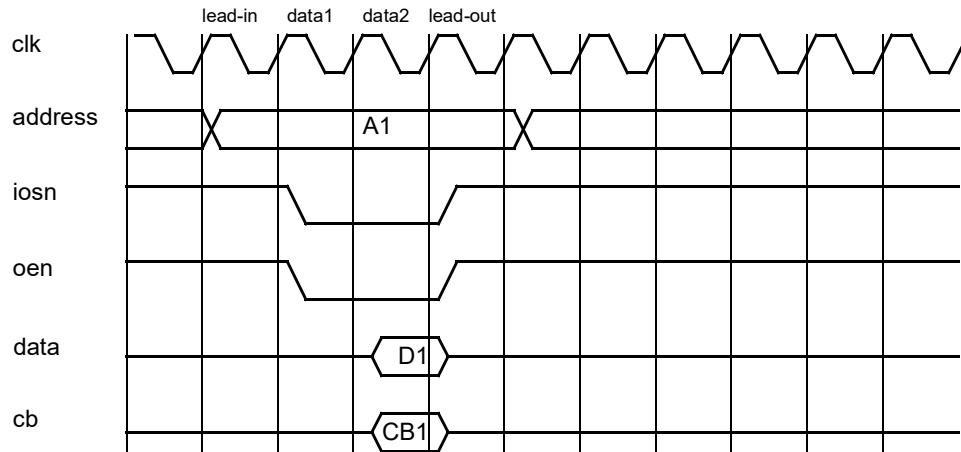 lead-in data1 data2 lead-out
clk
address A1
iosn
oen
data D1
cb CB1